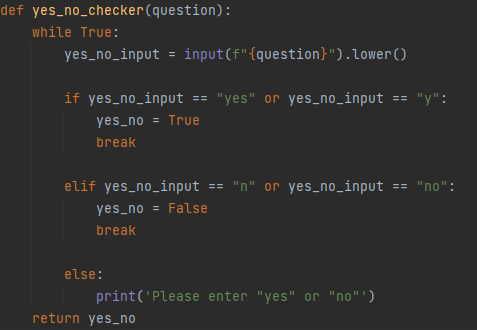 def yes_no_checker(question):
    while True:
        yes_no_input = input(f"{question}").lower()
        if yes_no_input == "yes" or yes_no_input == "y":
            yes_no = True
            break
        elif yes_no_input == "n" or yes_no_input == "no":
            yes_no = False
            break
        else:
            print('Please enter "yes" or "no"')
    return yes_no